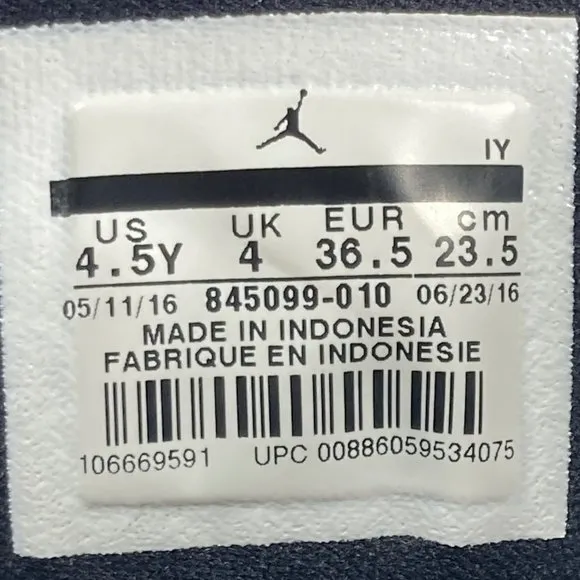 IY
US UK EUR cm
4.5Y 4 36.5 23.5
05/11/16 845099-010 06/23/16
MADE IN INDONESIA
FABRIQUE EN INDONESIE
106669591 UPC 00886059534075